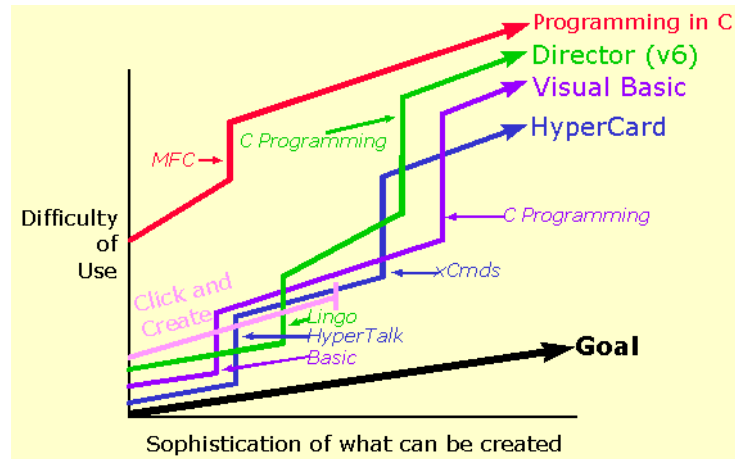 Programming in C
Director (v6)
Visual Basic
HyperCard
C Programming
MFC
Difficulty
of
Use
C Programming
xCmds
Click and
Create
Lingo
HyperTalk
Basic
Goal
Sophistication of what can be created